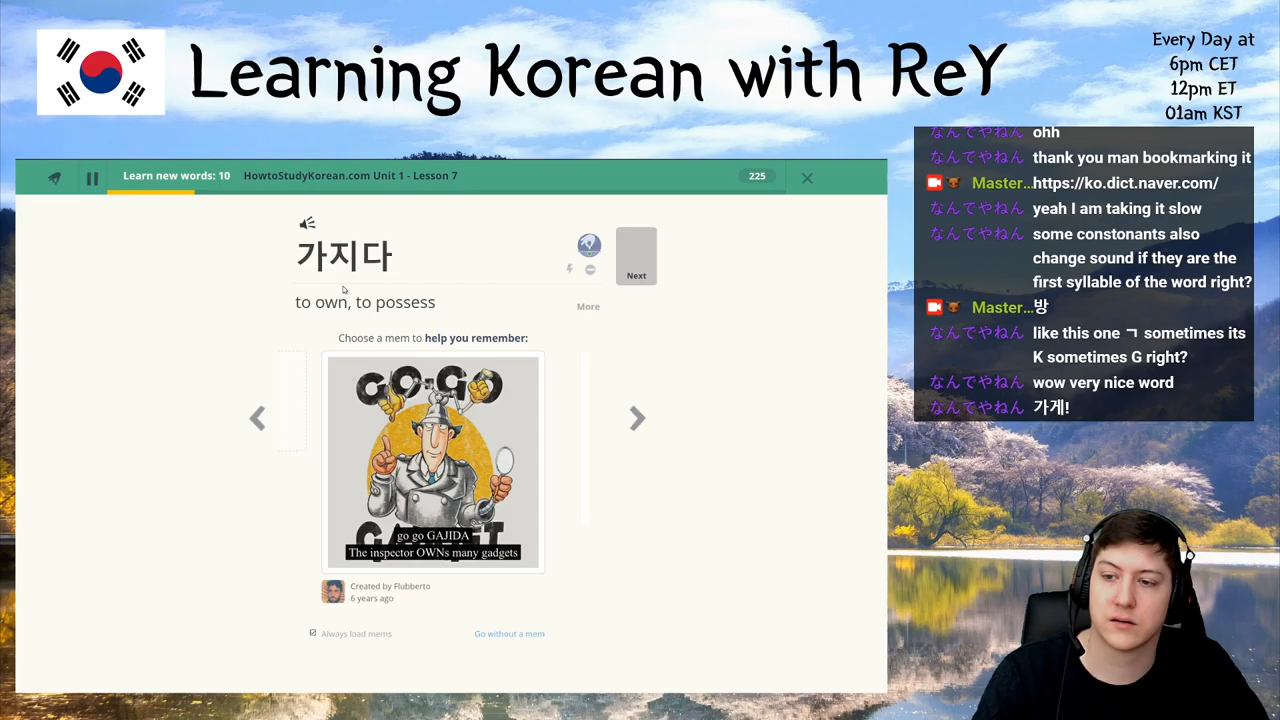 Learning Korean with ReY
Every Day at
6pm CET
12pm ET
01am KST
Learn new words: 10
HowtoStudyKorean.com Unit 1 - Lesson 7
225
가지다
Next
to own, to possess
More
Choose a mem to help you remember:
GO GO
go go GAJIDA
The inspector OWNs many gadgets
Created by Flubberto
6 years ago
Always load mems
Go without a mem
なんでやねん ohh
なんでやねん thank you man bookmarking it
Master… https://ko.dict.naver.com/
なんでやねん yeah I am taking it slow
なんでやねん some constonants also
change sound if they are the
first syllable of the word right?
Master… 방
なんでやねん like this one ㄱ sometimes its
K sometimes G right?
なんでやねん wow very nice word
なんでやねん 가게!